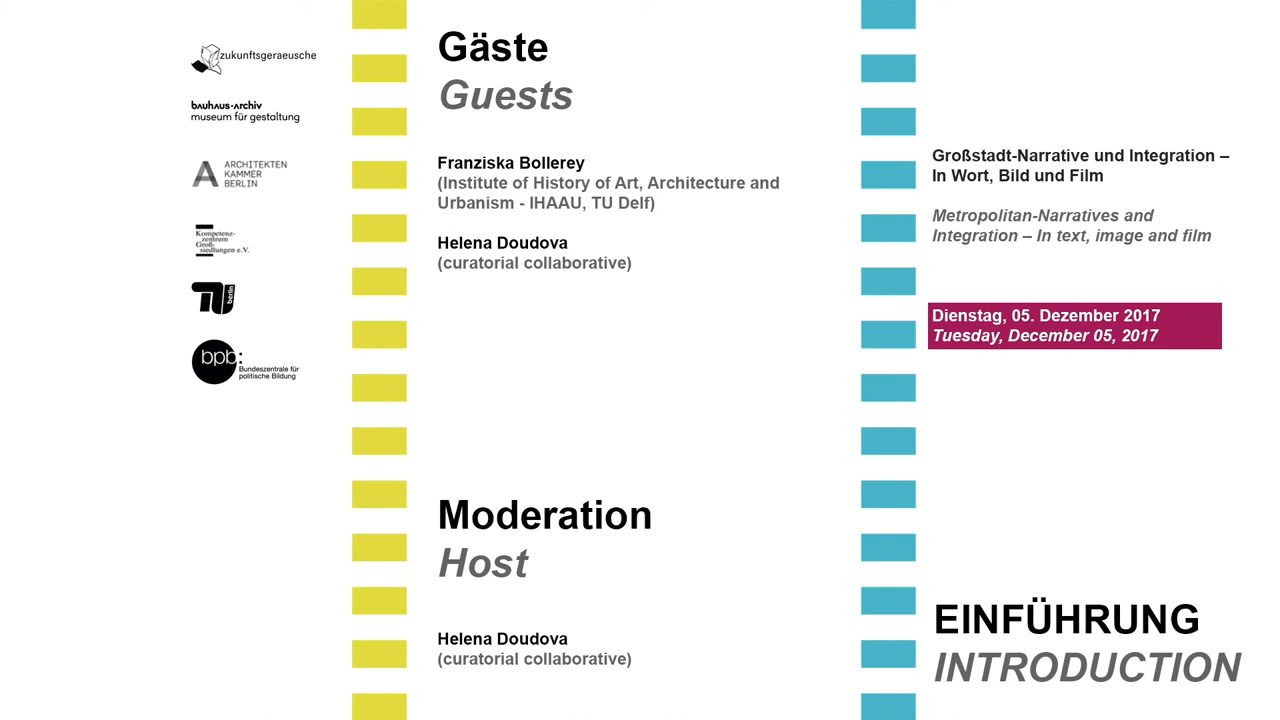 zukunftsgeraeusche
bauhaus-archiv
museum für gestaltung
ARCHITEKTEN
KAMMER
BERLIN
Kompetenz-
zentrum
Groß-
siedlungen e.V.
TU berlin
bpb:
Bundeszentrale für
politische Bildung
Gäste
Guests
Franziska Bollerey
(Institute of History of Art, Architecture and
Urbanism - IHAAU, TU Delf)
Helena Doudova
(curatorial collaborative)
Moderation
Host
Helena Doudova
(curatorial collaborative)
Großstadt-Narrative und Integration –
In Wort, Bild und Film
Metropolitan-Narratives and
Integration – In text, image and film
Dienstag, 05. Dezember 2017
Tuesday, December 05, 2017
EINFÜHRUNG
INTRODUCTION